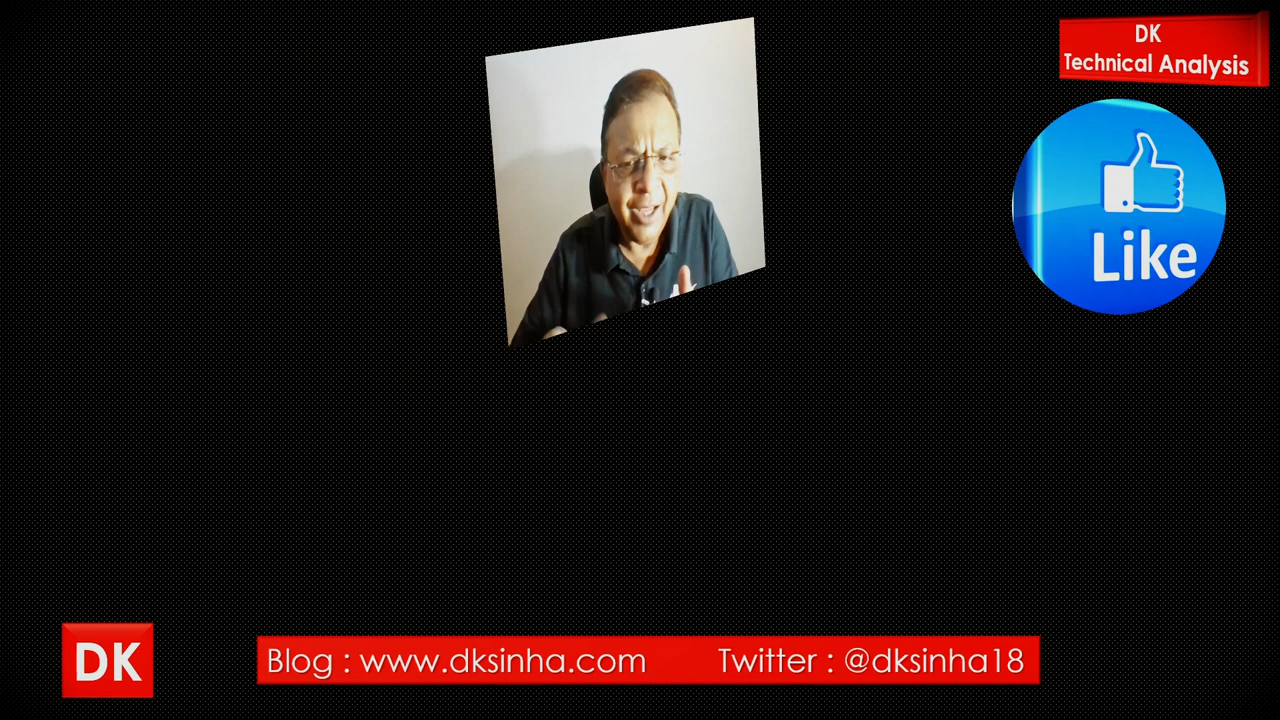 DK
Technical Analysis
Like
DK
Blog : www.dksinha.com Twitter : @dksinha18